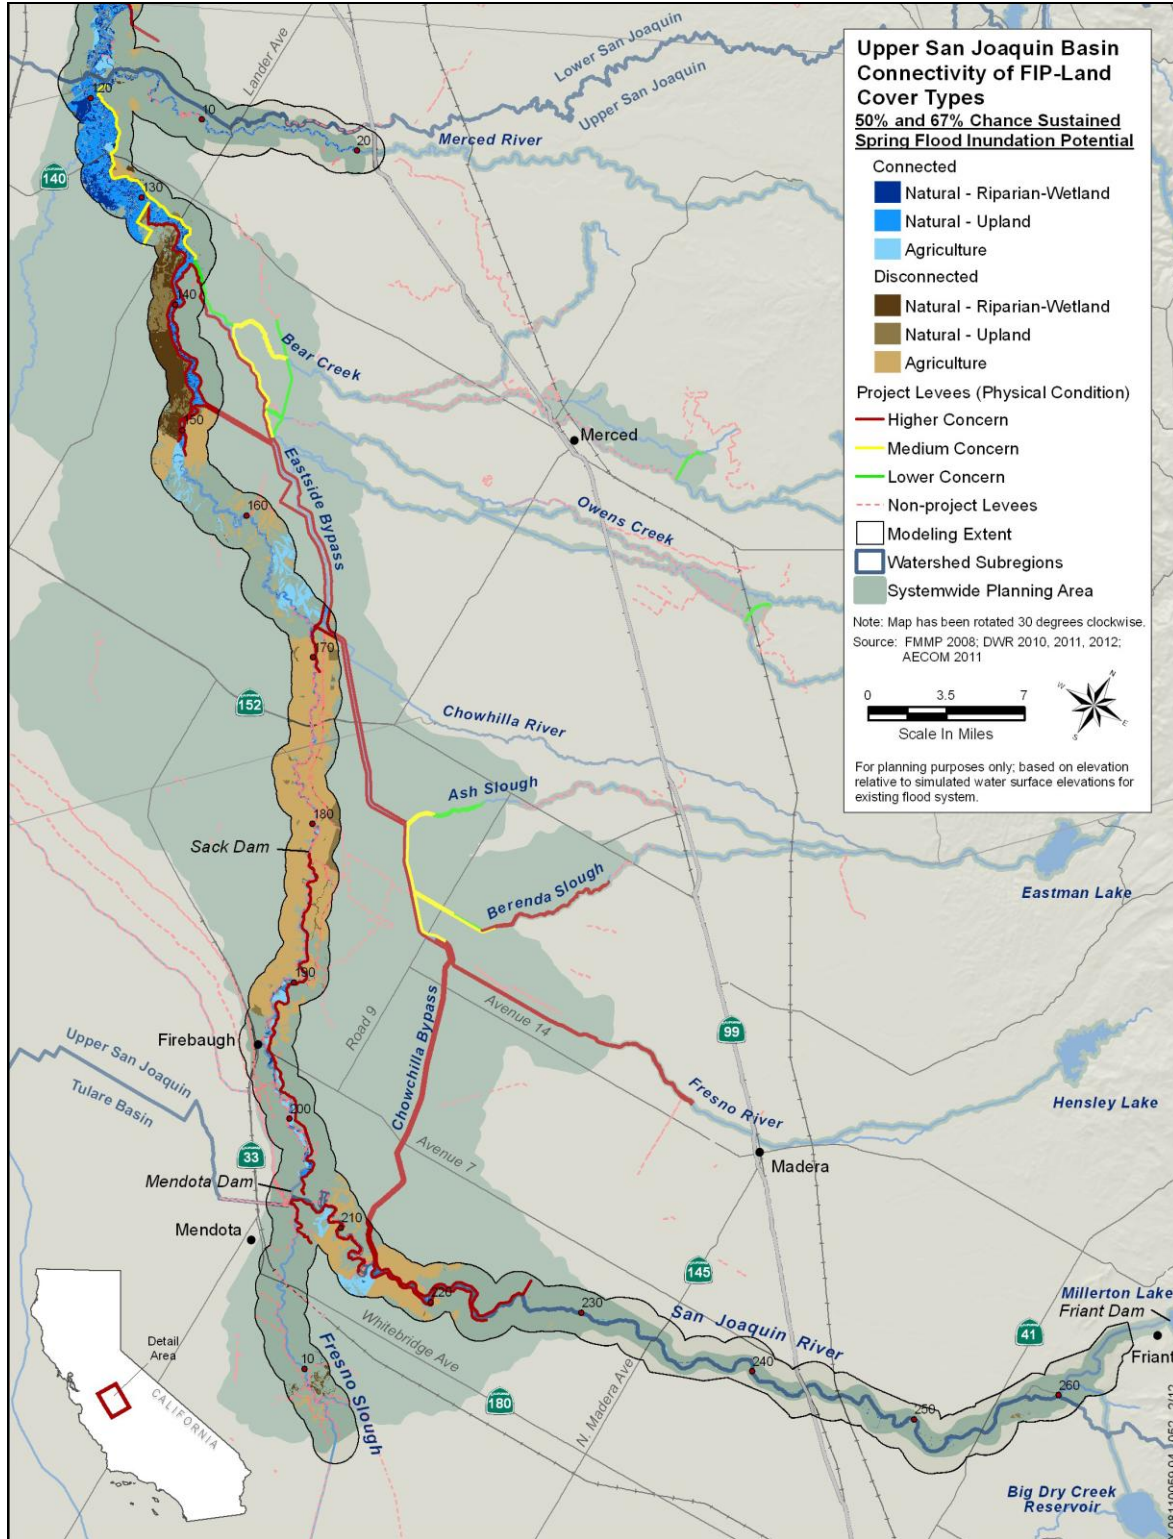 Upper San Joaquin Basin
Connectivity of FIP-Land
Cover Types
50% and 67% Chance Sustained
Spring Flood Inundation Potential
Connected
Natural - Riparian-Wetland
Natural - Upland
Agriculture
Disconnected
Natural - Riparian-Wetland
Natural - Upland
Agriculture
Project Levees (Physical Condition)
Higher Concern
Medium Concern
Lower Concern
Non-project Levees
Modeling Extent
Watershed Subregions
Systemwide Planning Area
Note: Map has been rotated 30 degrees clockwise.
Source: FMMP 2008; DWR 2010, 2011, 2012;
AECOM 2011
0 3.5 7
Scale In Miles
N
E
S
W
For planning purposes only; based on elevation
relative to simulated water surface elevations for
existing flood system.
Lander Ave
Lower San Joaquin
Upper San Joaquin
Merced River
120
10
20
140
130
140
Bear Creek
Merced
150
Eastside Bypass
160
Owens Creek
170
152
Chowhilla River
Ash Slough
180
Sack Dam
Berenda Slough
Eastman Lake
190
Road 9
Avenue 14
99
Firebaugh
Upper San Joaquin
Tulare Basin
Chowchilla Bypass
Fresno River
Hensley Lake
200
Avenue 7
33
Madera
Mendota Dam
Mendota
210
145
220
230
San Joaquin River
Millerton Lake
Friant Dam
Friant
41
Whitebridge Ave
Fresno Slough
10
180
N. Madera Ave
240
250
260
Big Dry Creek
Reservoir
Detail
Area
CALIFORNIA